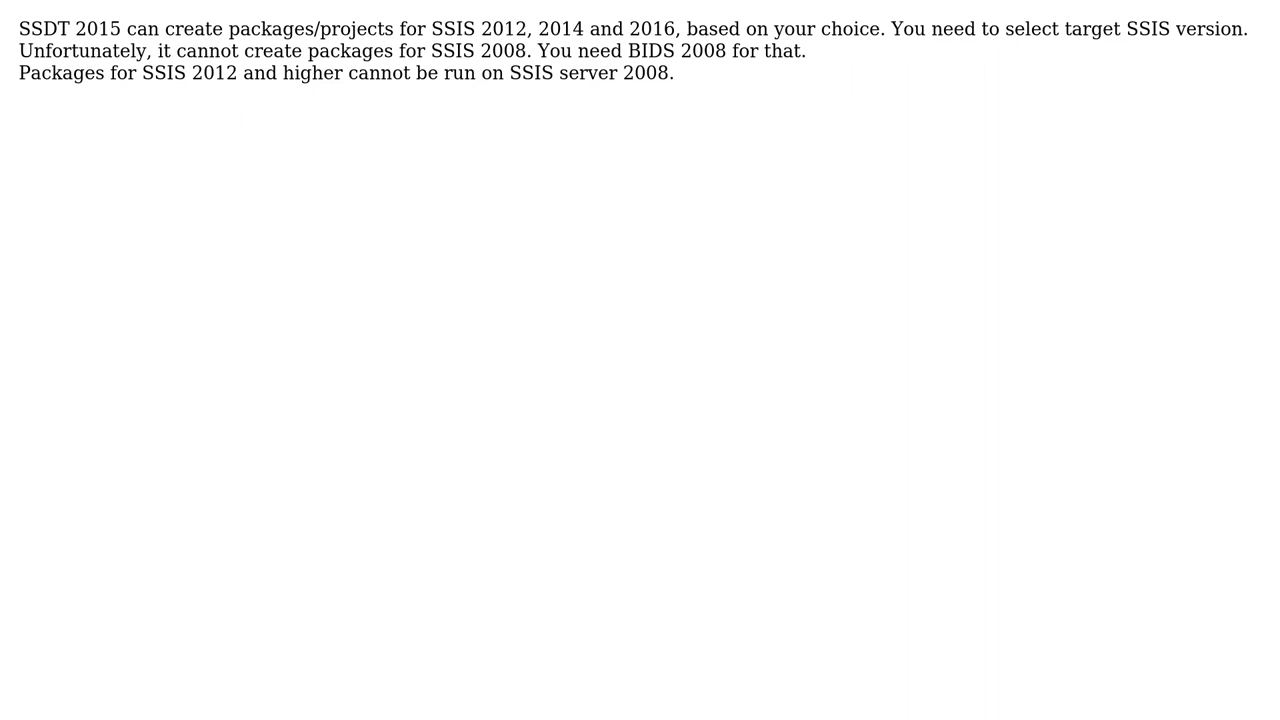 SSDT 2015 can create packages/projects for SSIS 2012, 2014 and 2016, based on your choice. You need to select target SSIS version.
Unfortunately, it cannot create packages for SSIS 2008. You need BIDS 2008 for that.
Packages for SSIS 2012 and higher cannot be run on SSIS server 2008.